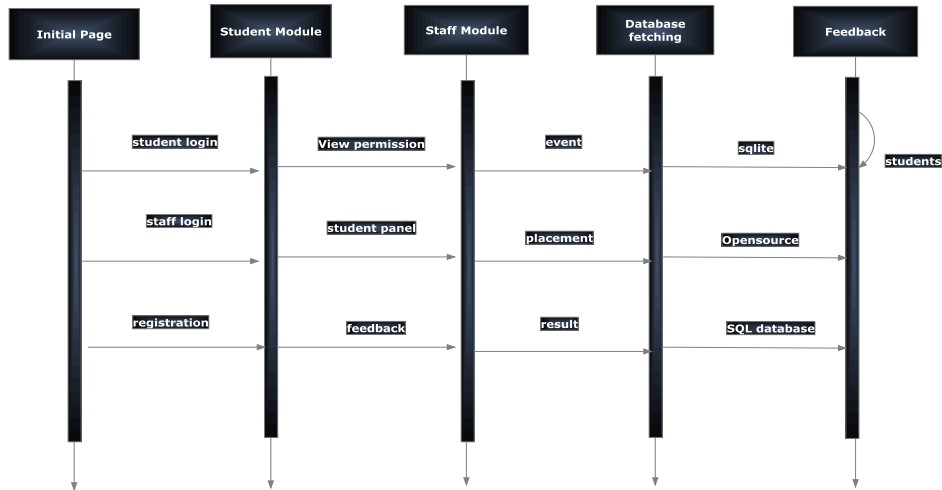 Initial Page
Student Module
Staff Module
Database
fetching
Feedback
student login
View permission
event
sqlite
students
staff login
student panel
placement
Opensource
registration
feedback
result
SQL database